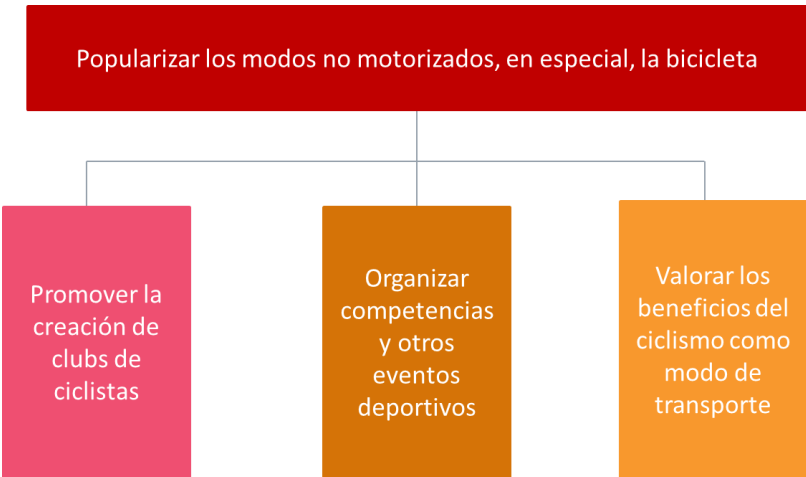 Popularizar los modos no motorizados, en especial, la bicicleta
Promover la
creación de
clubs de
ciclistas
Organizar
competencias
y otros
eventos
deportivos
Valorar los
beneficios del
ciclismo como
modo de
transporte